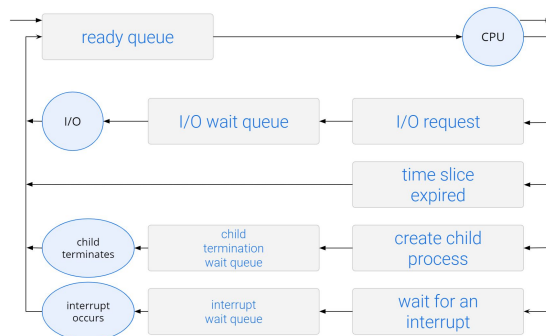 ready queue
CPU
I/O
I/O wait queue
I/O request
time slice
expired
child
terminates
child
termination
wait queue
create child
process
interrupt
occurs
interrupt
wait queue
wait for an
interrupt